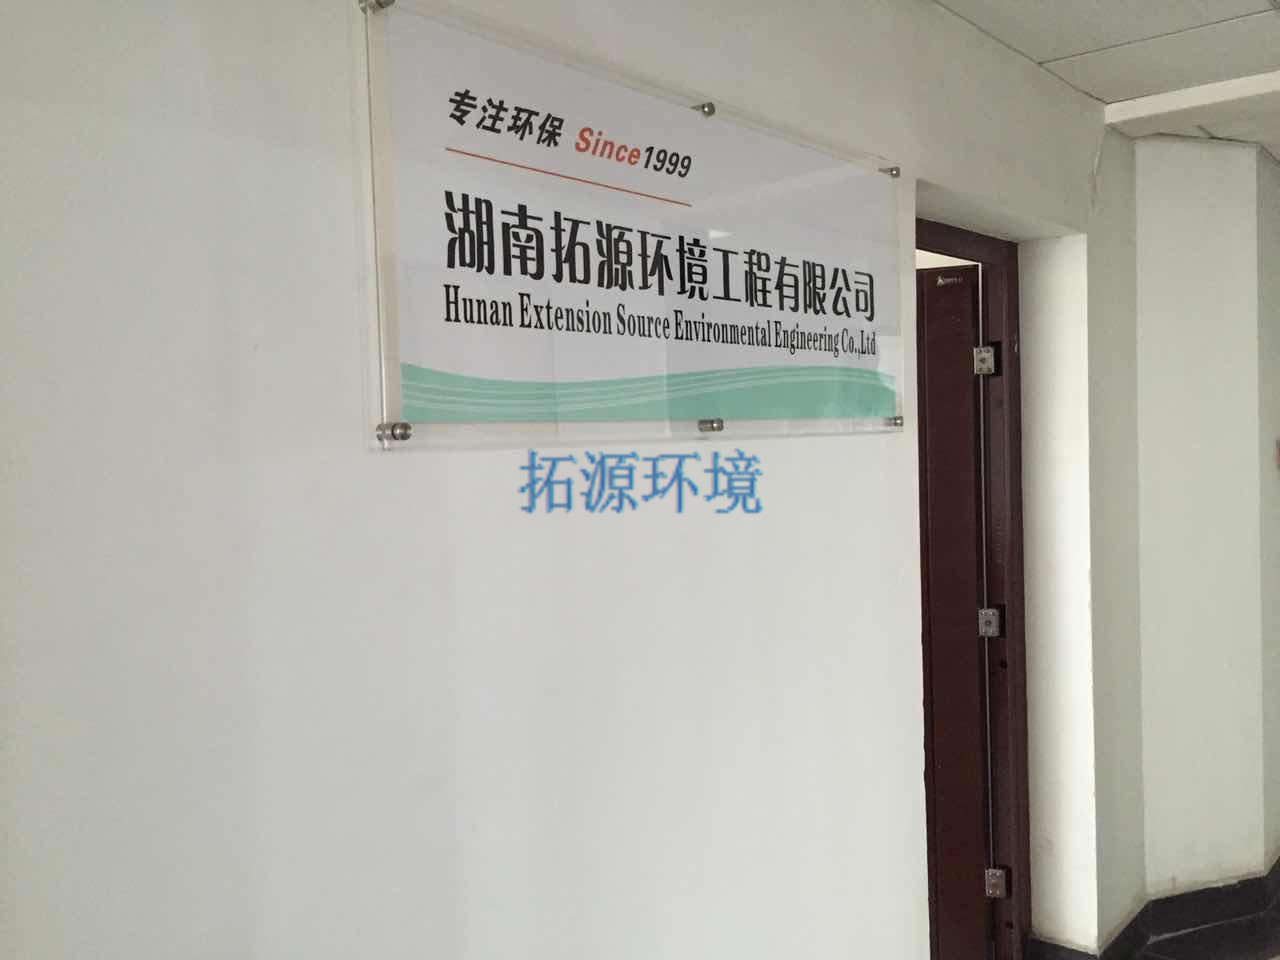 专注环保 Since1999
湖南拓源环境工程有限公司
Hunan Extension Source Environmental Engineering Co.,Ltd
拓源环境